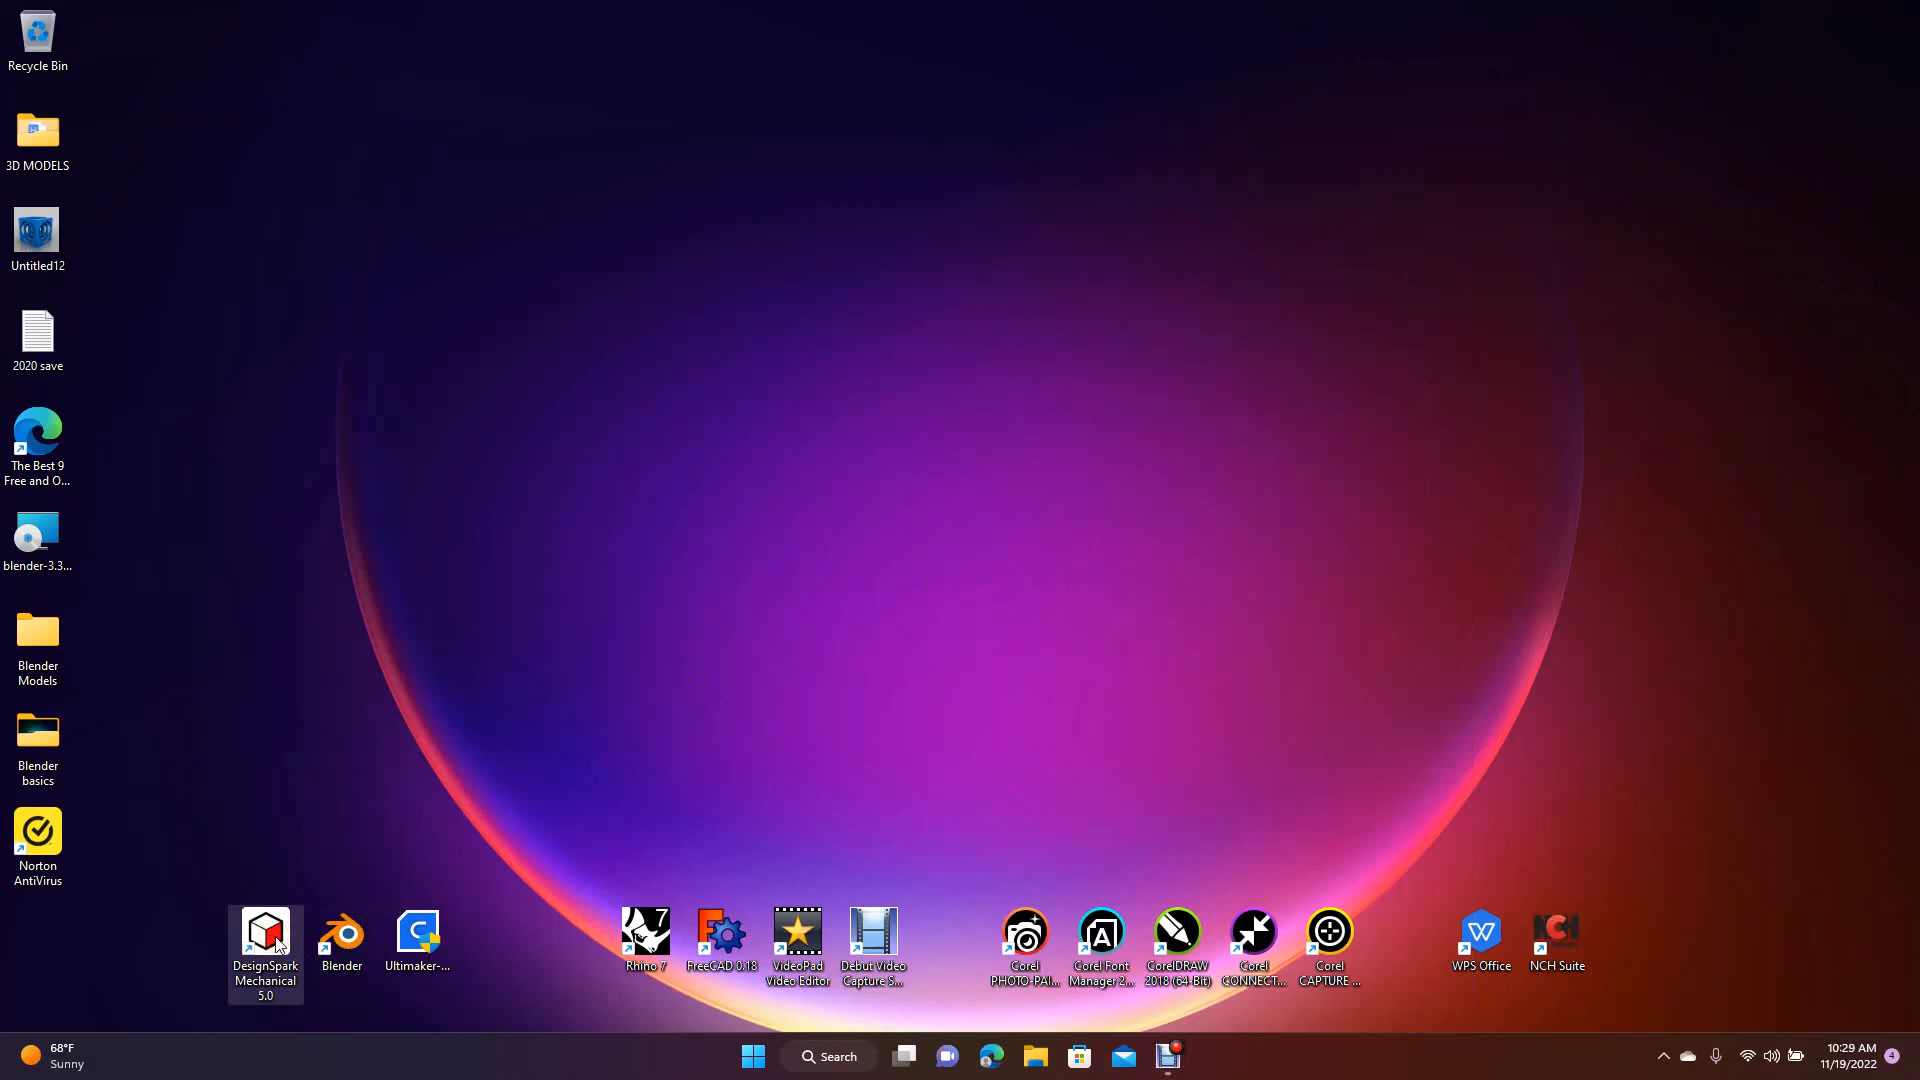 Recycle Bin
3D MODELS
Untitled12
2020 save
The Best 9
Free and O...
blender-3.3...
Blender
Models
Blender
basics
Norton
AntiVirus
DesignSpark
Mechanical
5.0
Blender
Ultimaker-...
7
Rhino 7
FreeCAD 0.18
VideoPad
Video Editor
Debut Video
Capture S...
Corel
PHOTO-PAI...
Corel Font
Manager 2...
CorelDRAW
2018 (64-Bit)
Corel
CONNECT...
Corel
CAPTURE ...
WPS Office
NCH
NCH Suite
68°F
Sunny
Search
10:29 AM
11/19/2022
4